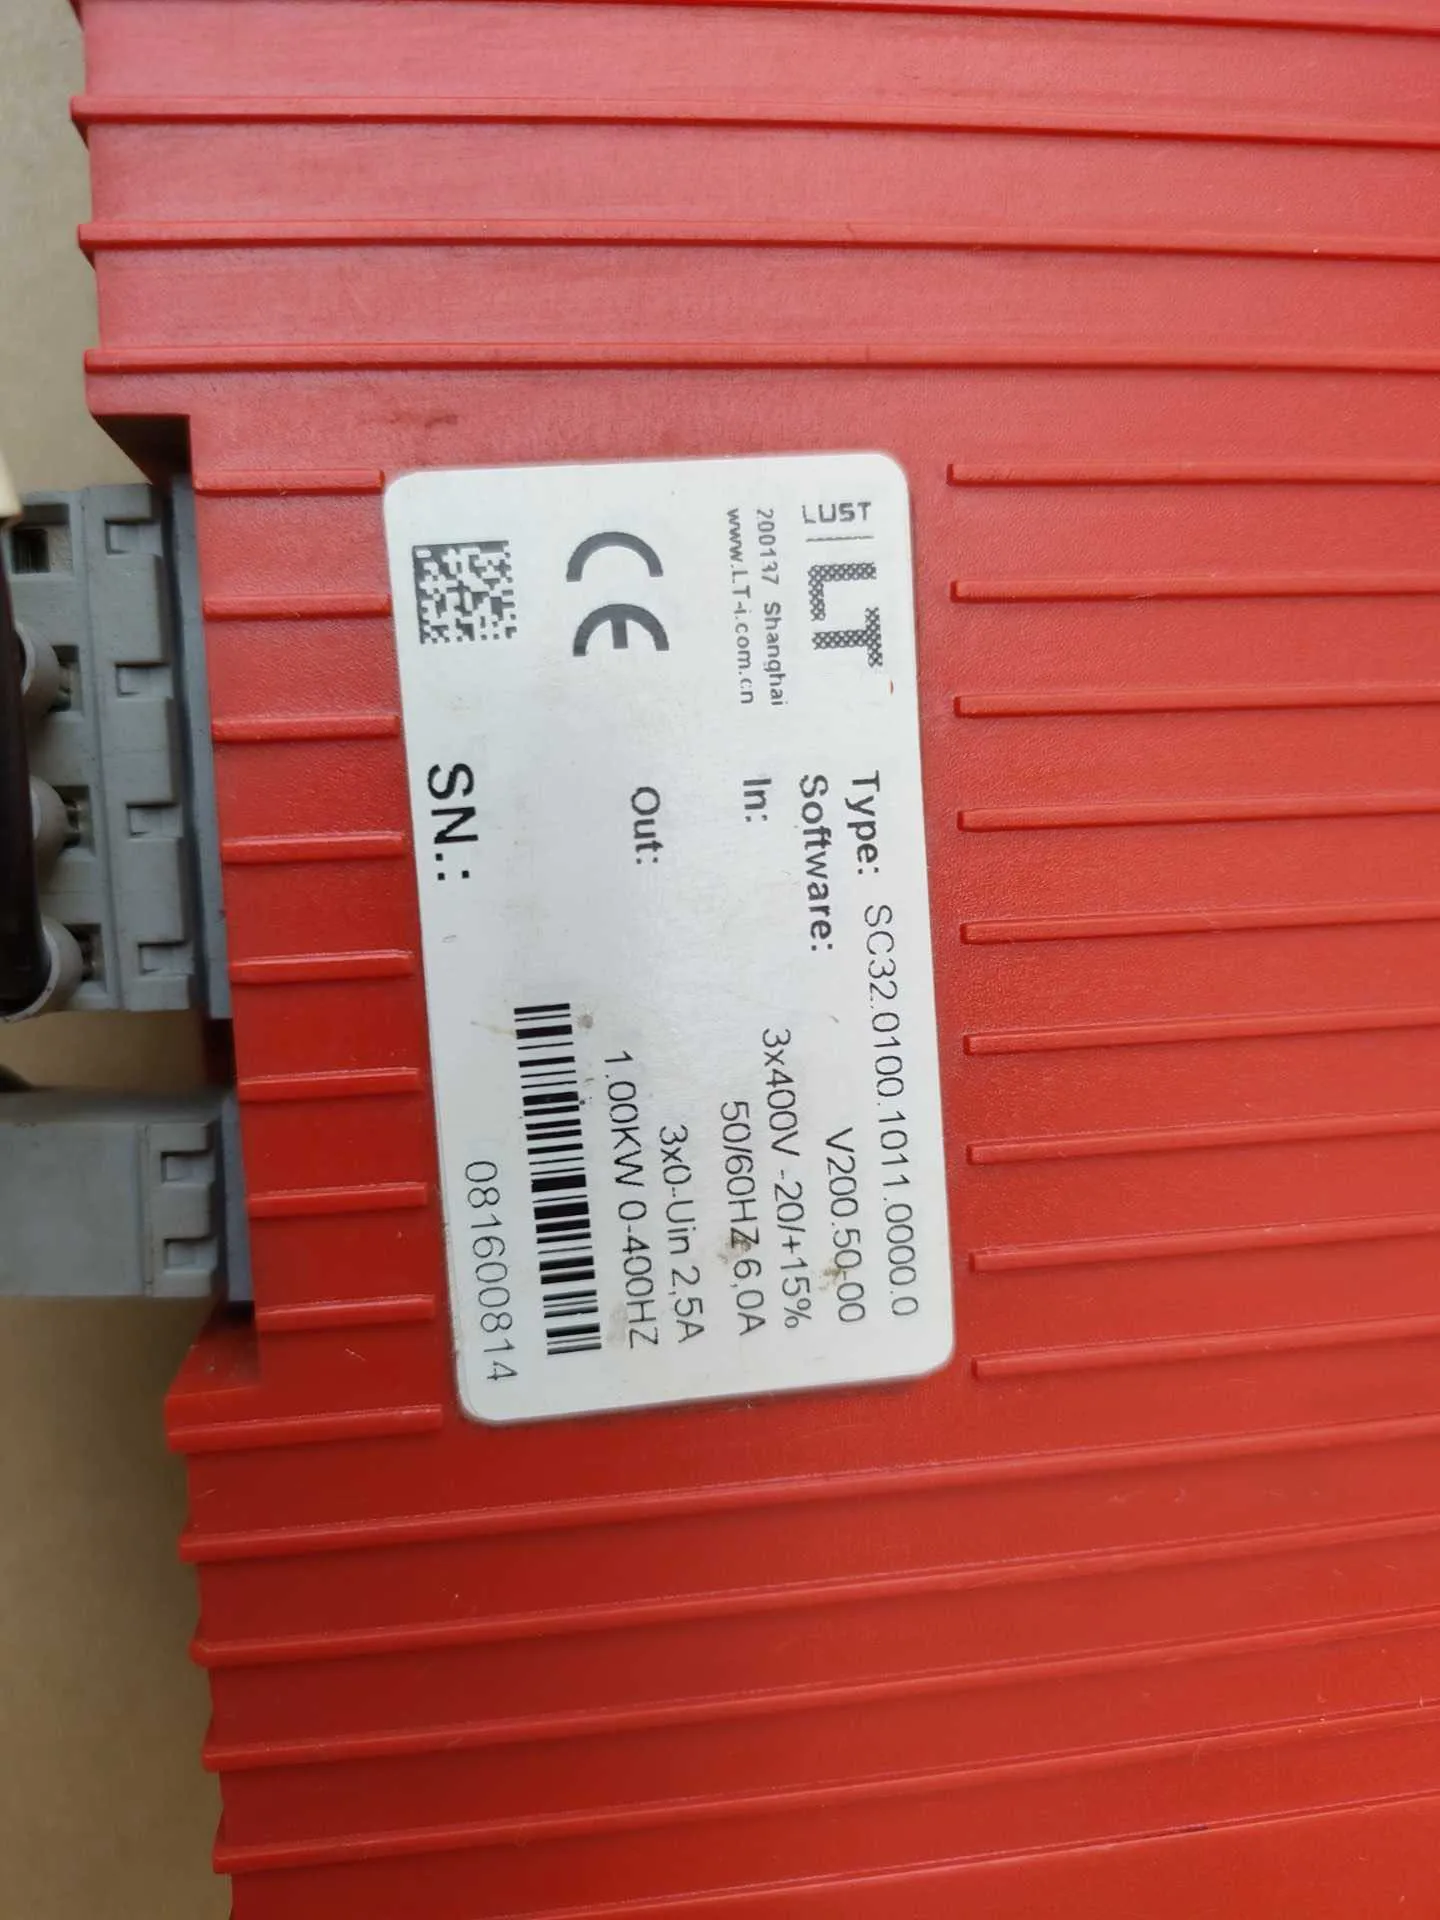 LUST
LT
200137 Shanghai
www.LT-i.com.cn
Type: SC32.0100.1011.0000.0
Software: V200.50-00
In: 3x400V -20/+15%
50/60HZ 6,0A
Out: 3x0-Uin 2,5A
1.00KW 0-400HZ
CE
SN.: 081600814